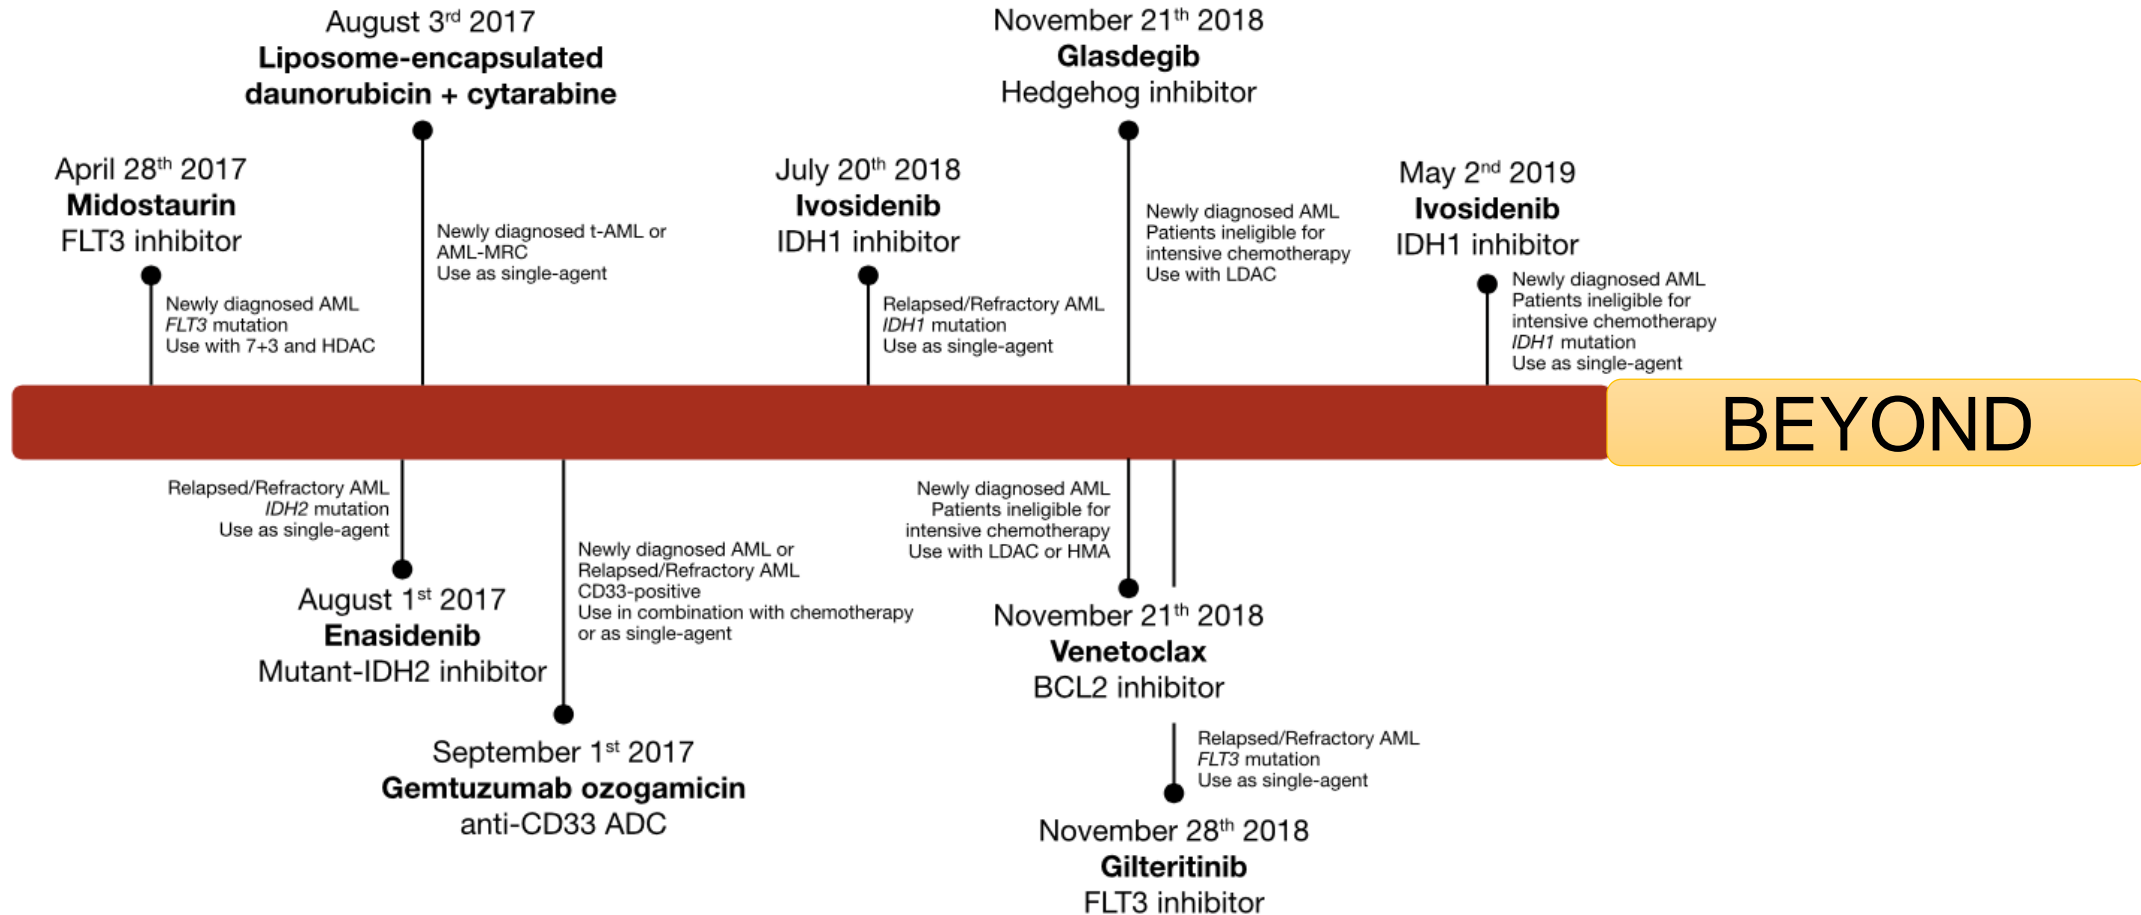 August 3rd 2017
Liposome-encapsulated
daunorubicin + cytarabine
November 21th 2018
Glasdegib
Hedgehog inhibitor
April 28th 2017
Midostaurin
FLT3 inhibitor
Newly diagnosed AML
FLT3 mutation
Use with 7+3 and HDAC
Newly diagnosed t-AML or
AML-MRC
Use as single-agent
July 20th 2018
Ivosidenib
IDH1 inhibitor
Relapsed/Refractory AML
IDH1 mutation
Use as single-agent
Newly diagnosed AML
Patients ineligible for
intensive chemotherapy
Use with LDAC
May 2nd 2019
Ivosidenib
IDH1 inhibitor
Newly diagnosed AML
Patients ineligible for
intensive chemotherapy
IDH1 mutation
Use as single-agent
BEYOND
Relapsed/Refractory AML
IDH2 mutation
Use as single-agent
August 1st 2017
Enasidenib
Mutant-IDH2 inhibitor
Newly diagnosed AML or
Relapsed/Refractory AML
CD33-positive
Use in combination with chemotherapy
or as single-agent
September 1st 2017
Gemtuzumab ozogamicin
anti-CD33 ADC
Newly diagnosed AML
Patients ineligible for
intensive chemotherapy
Use with LDAC or HMA
November 21th 2018
Venetoclax
BCL2 inhibitor
Relapsed/Refractory AML
FLT3 mutation
Use as single-agent
November 28th 2018
Gilteritinib
FLT3 inhibitor